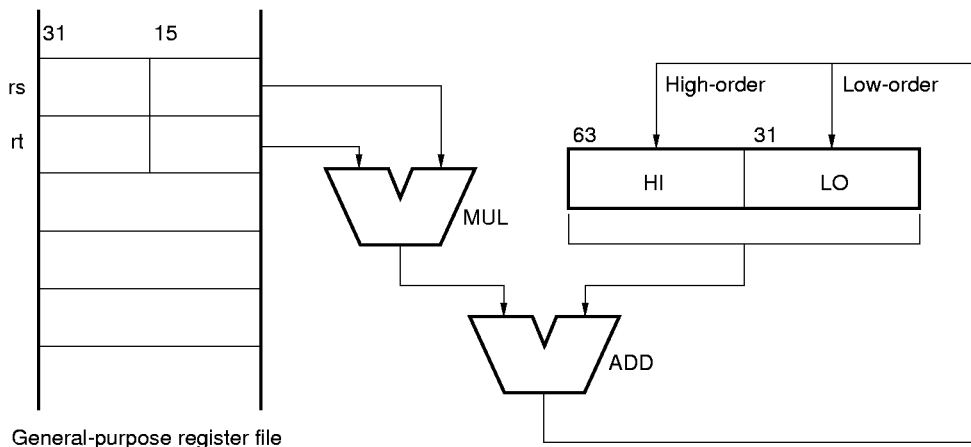 31 15
rs
rt
MUL
High-order Low-order
63 31
HI LO
ADD
General-purpose register file